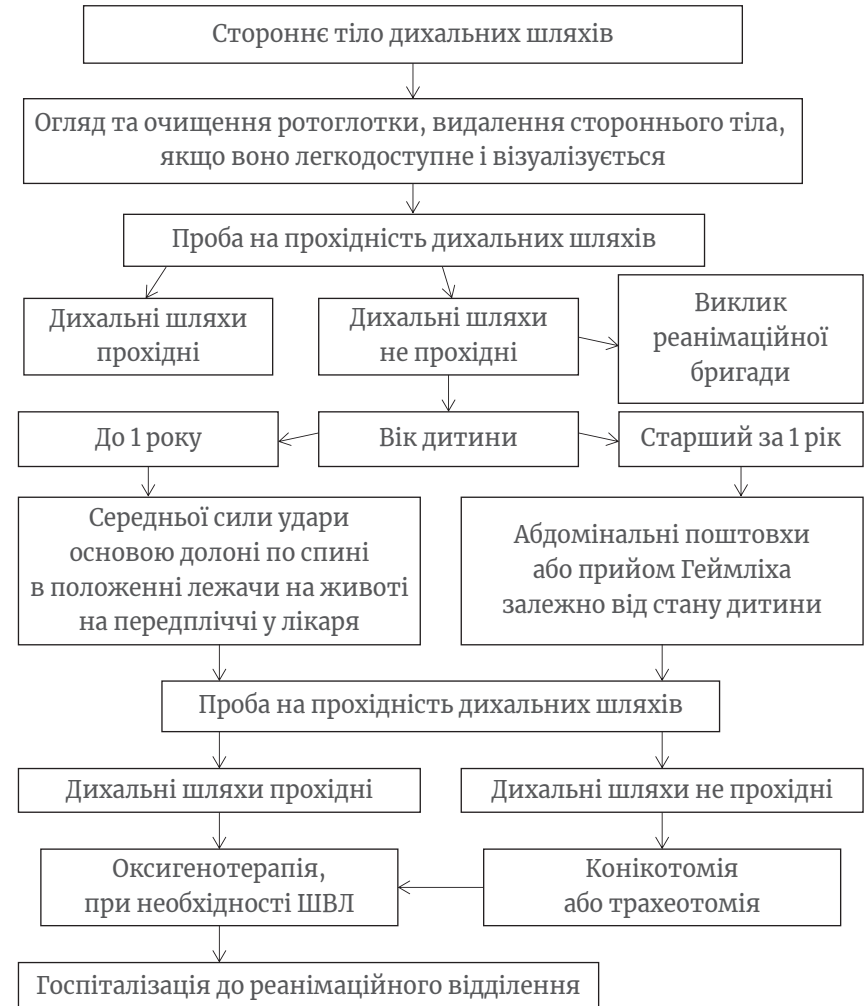 Стороннє тіло дихальних шляхів
Огляд та очищення ротоглотки, видалення стороннього тіла,
якщо воно легкодоступне і візуалізується
Проба на прохідність дихальних шляхів
Дихальні шляхи
прохідні
Дихальні шляхи
не прохідні
Виклик
реанімаційної
бригади
До 1 року
Вік дитини
Старший за 1 рік
Середньої сили удари
основою долоні по спині
в положенні лежачи на животі
на передпліччі у лікаря
Абдомінальні поштовхи
або прийом Геймліха
залежно від стану дитини
Проба на прохідність дихальних шляхів
Дихальні шляхи прохідні
Дихальні шляхи не прохідні
Оксигенотерапія,
при необхідності ШВЛ
Конікотомія
або трахеотомія
Госпіталізація до реанімаційного відділення